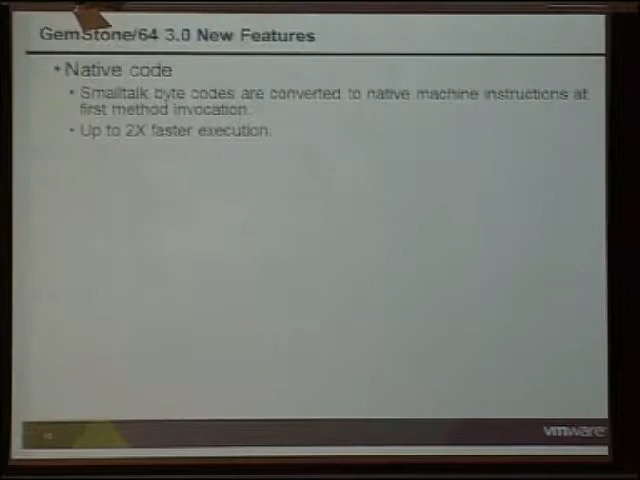 GemStone/64 3.0 New Features
• Native code
• Smalltalk byte codes are converted to native machine instructions at
first method invocation.
• Up to 2X faster execution.
vmware